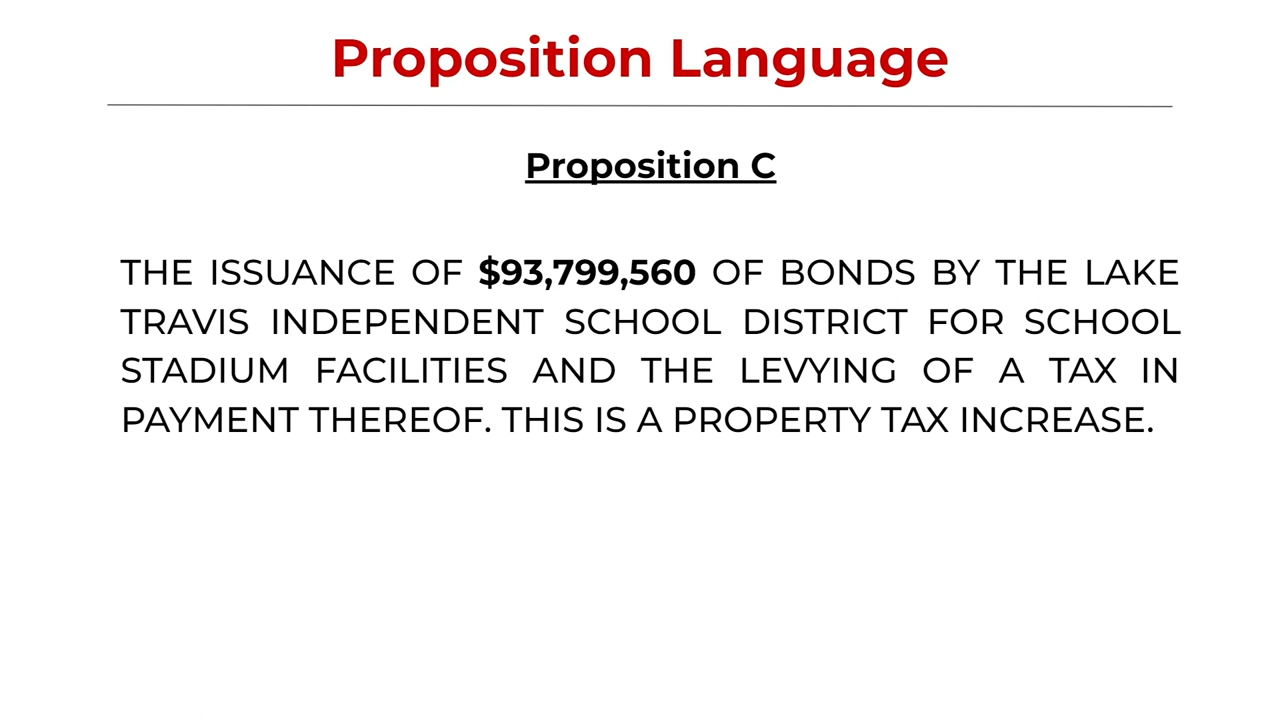 Proposition Language
Proposition C
THE ISSUANCE OF $93,799,560 OF BONDS BY THE LAKE
TRAVIS INDEPENDENT SCHOOL DISTRICT FOR SCHOOL
STADIUM FACILITIES AND THE LEVYING OF A TAX IN
PAYMENT THEREOF. THIS IS A PROPERTY TAX INCREASE.